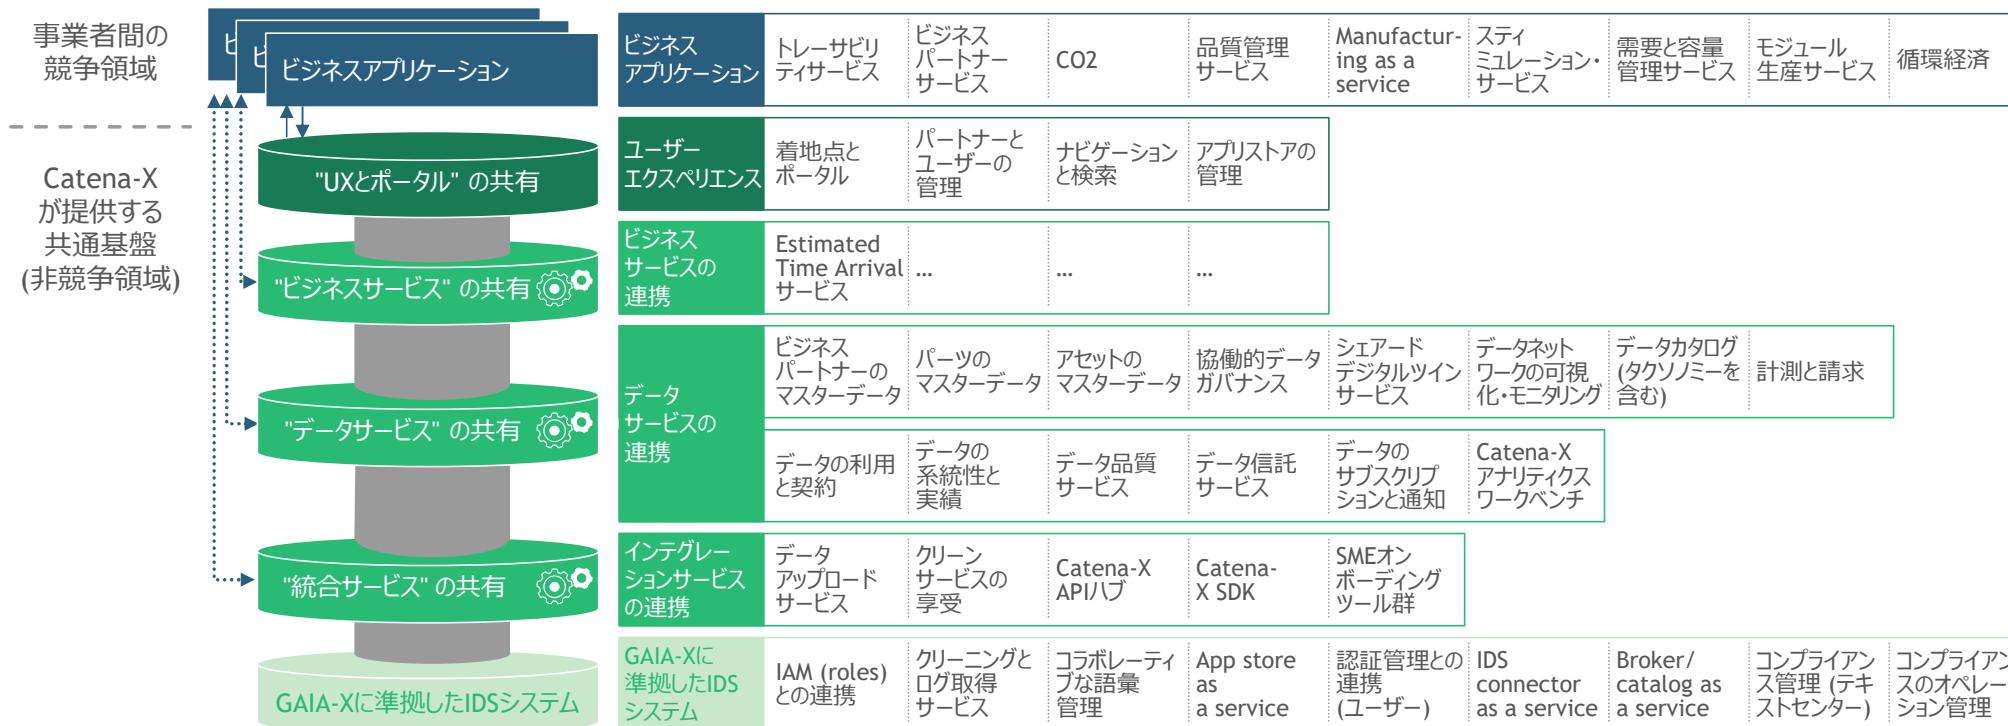 事業者間の
競争領域
ビ
ビ
ビジネスアプリケーション
Catena-X
が提供する
共通基盤
(非競争領域)
"UXとポータル" の共有
"ビジネスサービス" の共有
"データサービス" の共有
"統合サービス" の共有
GAIA-Xに準拠したIDSシステム
ビジネス
アプリケーション
トレーサビリ
ティサービス
ビジネス
パートナー
サービス
CO2
品質管理
サービス
Manufactur-
ing as a
service
スティ
ミュレーション・
サービス
需要と容量
管理サービス
モジュール
生産サービス
循環経済
ユーザー
エクスペリエンス
着地点と
ポータル
パートナーと
ユーザーの
管理
ナビゲーション
と検索
アプリストアの
管理
ビジネス
サービスの
連携
Estimated
Time Arrival
サービス
…
…
…
データ
サービスの
連携
ビジネス
パートナーの
マスターデータ
パーツの
マスターデータ
アセットの
マスターデータ
協働的データ
ガバナンス
シェアード
デジタルツイン
サービス
データネット
ワークの可視
化・モニタリング
データカタログ
(タクソノミーを
含む)
計測と請求
データの利用
と契約
データの
系統性と
実績
データ品質
サービス
データ信託
サービス
データの
サブスクリプ
ションと通知
Catena-X
アナリティクス
ワークベンチ
インテグレー
ションサービス
の連携
データ
アップロード
サービス
クリーン
サービスの
享受
Catena-X
APIハブ
Catena-
X SDK
SMEオン
ボーディング
ツール群
GAIA-Xに
準拠したIDS
システム
IAM (roles)
との連携
クリーニングと
ログ取得
サービス
コラボレーティ
ブな語彙
管理
App store
as
a service
認証管理との
連携
(ユーザー)
IDS
connector
as a service
Broker/
catalog as
a service
コンプライアン
ス管理 (テキ
ストセンター)
コンプライアン
スのオペレー
ション管理